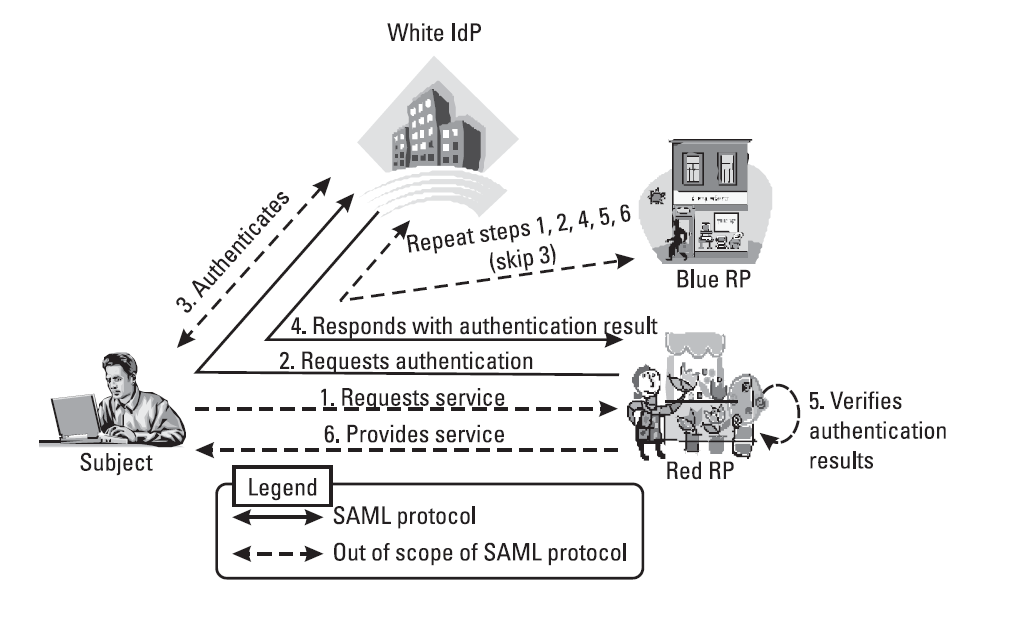 White IdP
3. Authenticates
Repeat steps 1, 2, 4, 5, 6
(skip 3)
Blue RP
4. Responds with authentication result
2. Requests authentication
1. Requests service
6. Provides service
5. Verifies
authentication
results
Subject
Red RP
Legend
SAML protocol
Out of scope of SAML protocol